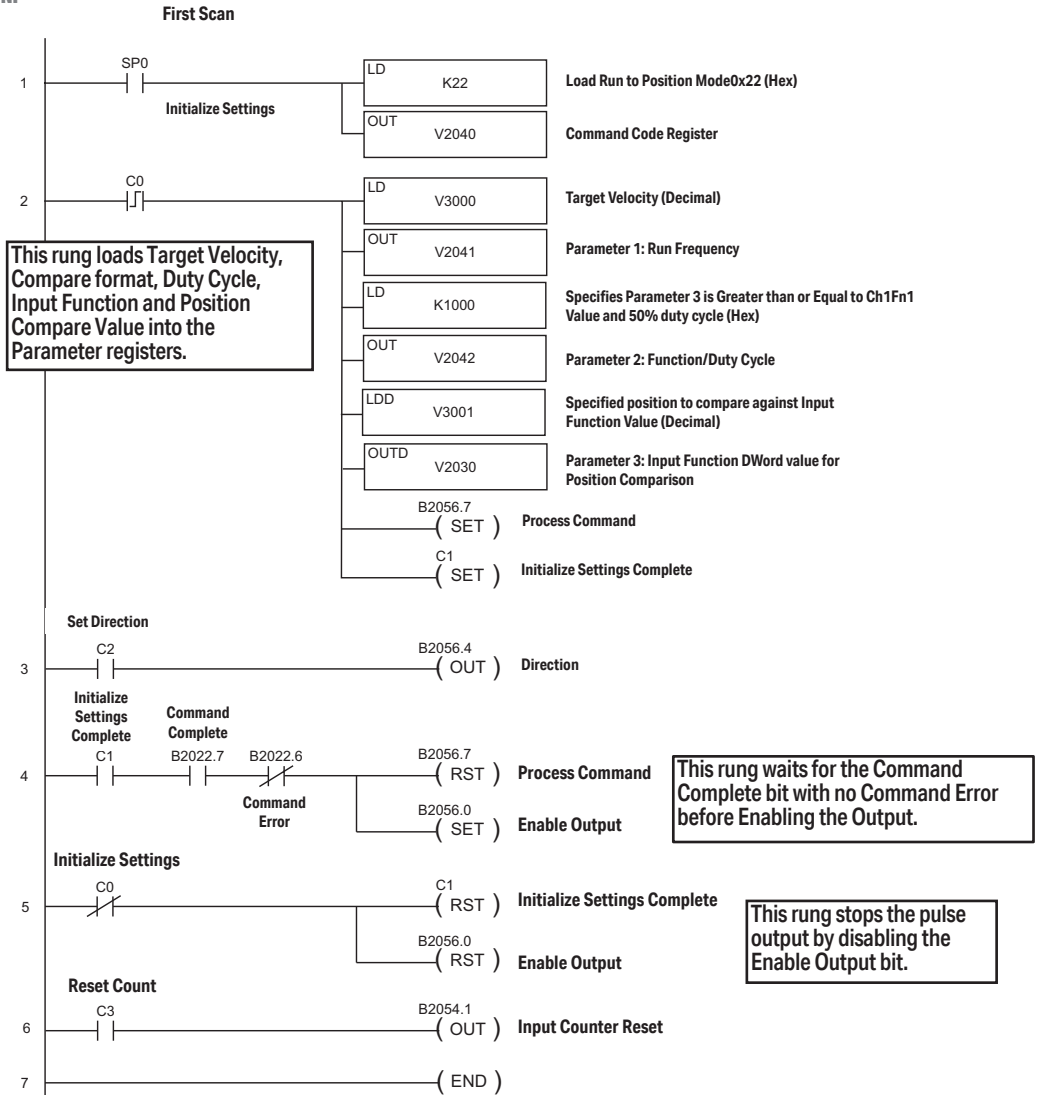 First Scan
1
SP0
Initialize Settings
LD
K22
Load Run to Position Mode0x22 (Hex)
OUT
V2040
Command Code Register
2
C0
LD
V3000
Target Velocity (Decimal)
This rung loads Target Velocity,
Compare format, Duty Cycle,
Input Function and Position
Compare Value into the
Parameter registers.
OUT
V2041
Parameter 1: Run Frequency
LD
K1000
Specifies Parameter 3 is Greater than or Equal to Ch1Fn1
Value and 50% duty cycle (Hex)
OUT
V2042
Parameter 2: Function/Duty Cycle
LDD
V3001
Specified position to compare against Input
Function Value (Decimal)
OUTD
V2030
Parameter 3: Input Function DWord value for
Position Comparison
B2056.7
( SET )
Process Command
C1
( SET )
Initialize Settings Complete
Set Direction
3
C2
B2056.4
( OUT )
Direction
Initialize
Settings
Complete
Command
Complete
4
C1
B2022.7
B2022.6
Command
Error
B2056.7
( RST )
Process Command
B2056.0
( SET )
Enable Output
This rung waits for the Command
Complete bit with no Command Error
before Enabling the Output.
Initialize Settings
5
C0
C1
( RST )
Initialize Settings Complete
B2056.0
( RST )
Enable Output
This rung stops the pulse
output by disabling the
Enable Output bit.
Reset Count
6
C3
B2054.1
( OUT )
Input Counter Reset
7
( END )